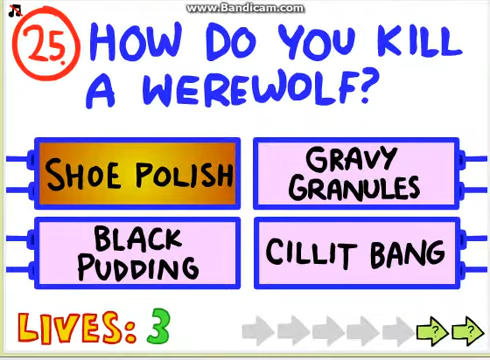 www.Bandicam.com
25.
HOW DO YOU KILL
A WEREWOLF?
SHOE POLISH
GRAVY
GRANULES
BLACK
PUDDING
CILLIT BANG
LIVES: 3
? ?